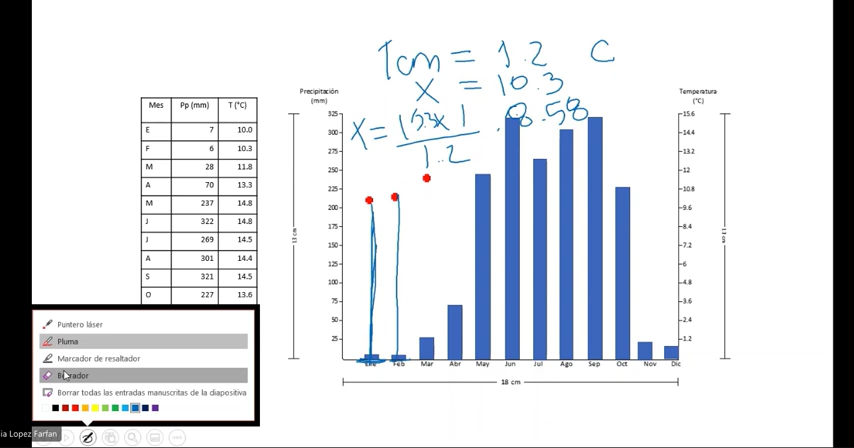 1cm = 1.2 C
x = 10.3
x = 10.3x1
1.2
8.58
Mes Pp (mm) T (°C)
E 7 10.0
F 6 10.3
M 28 11.8
A 70 13.3
M 237 14.8
J 322 14.8
J 269 14.5
A 301 14.4
S 321 14.5
O 227 13.6
Precipitación
(mm)
325
300
275
250
225
200
175
150
125
100
75
50
25
13 cm
Temperatura
(°C)
15.6
14.4
13.2
12
10.8
9.6
8.4
7.2
6
4.8
3.6
2.4
1.2
13 cm
Ene Feb Mar Abr May Jun Jul Ago Sep Oct Nov Dic
18 cm
Puntero láser
Pluma
Marcador de resaltador
Borrador
Borrar todas las entradas manuscritas de la diapositiva
ia Lopez Farfan